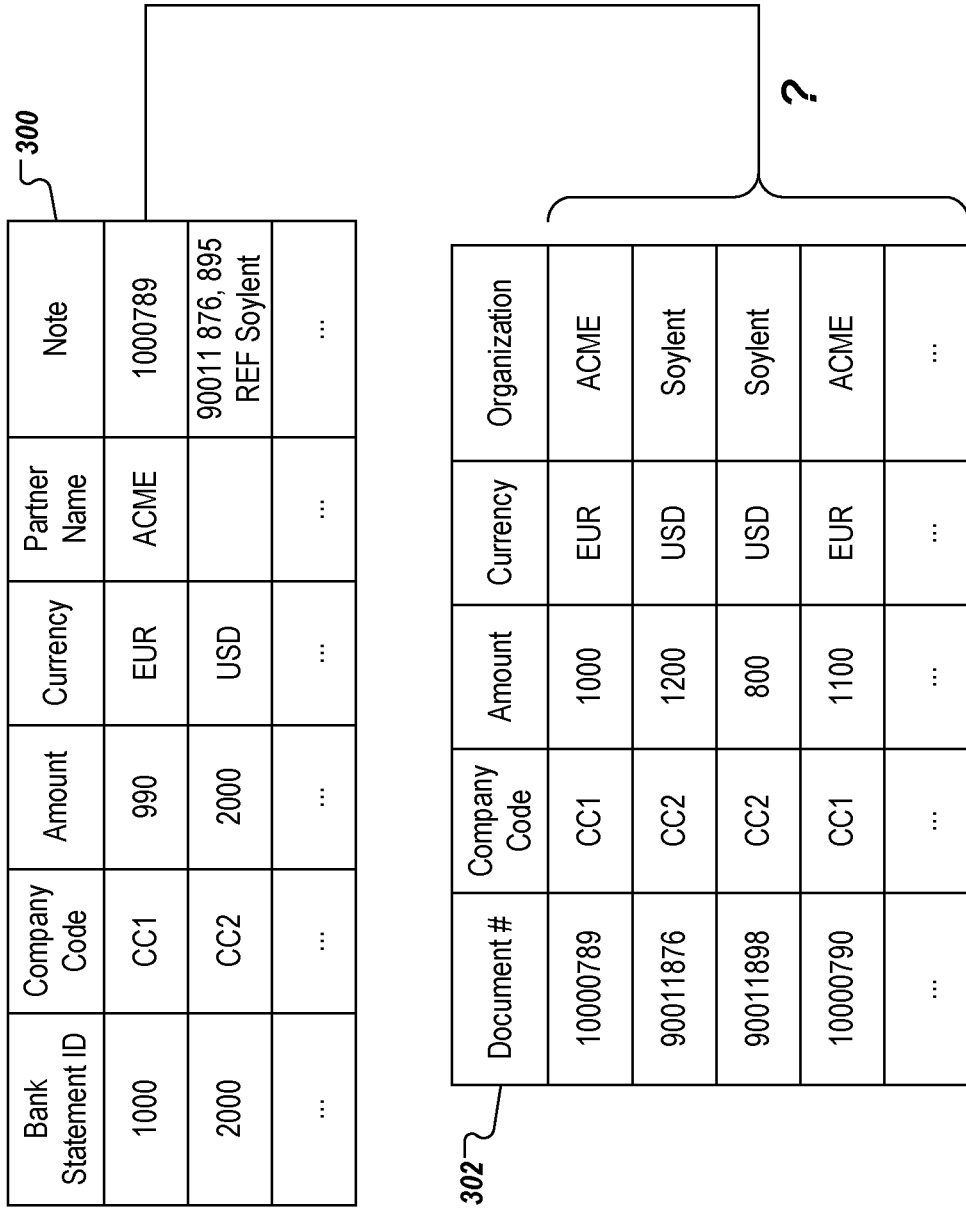 300
Bank Statement ID | Company Code | Amount | Currency | Partner Name | Note
1000 | CC1 | 990 | EUR | ACME | 1000789
2000 | CC2 | 2000 | USD | | 90011 876, 895 REF Soylent
... | ... | ... | ... | ... | ...
302
Document # | Company Code | Amount | Currency | Organization
10000789 | CC1 | 1000 | EUR | ACME
90011876 | CC2 | 1200 | USD | Soylent
90011898 | CC2 | 800 | USD | Soylent
10000790 | CC1 | 1100 | EUR | ACME
... | ... | ... | ... | ...
?